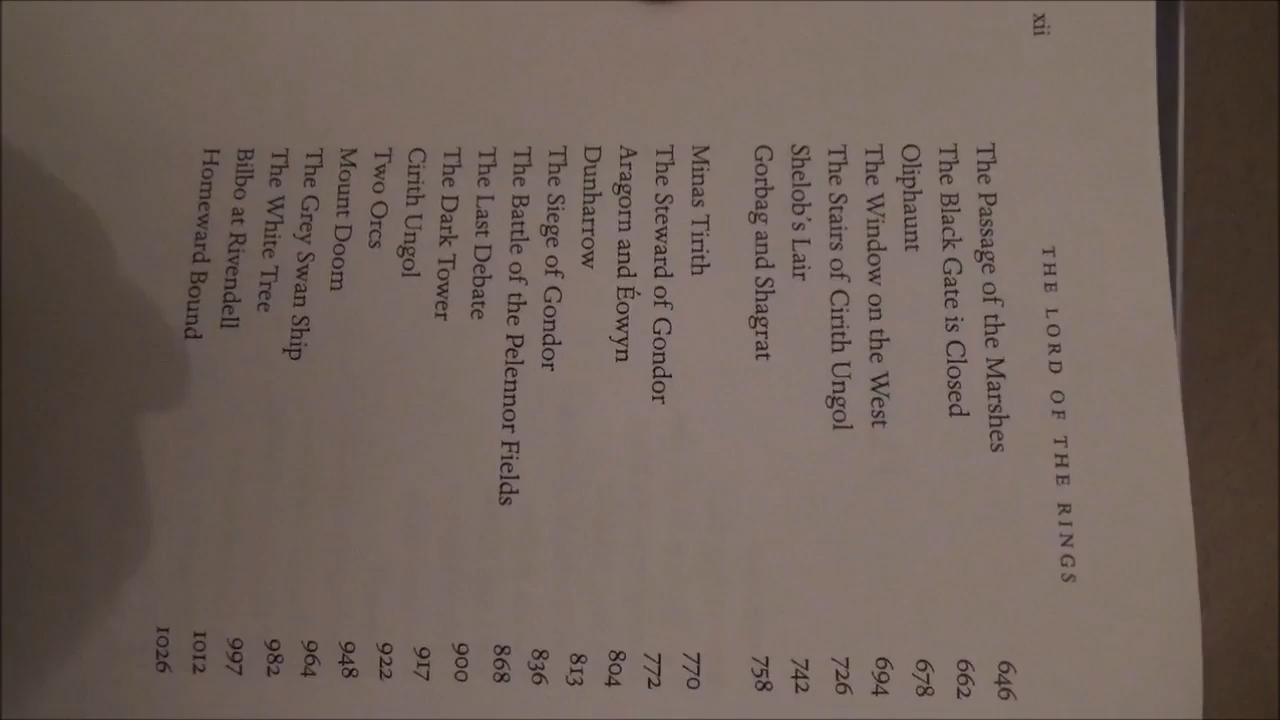 xii THE LORD OF THE RINGS
The Passage of the Marshes 646
The Black Gate is Closed 662
Oliphaunt 678
The Window on the West 694
The Stairs of Cirith Ungol 726
Shelob's Lair 742
Gorbag and Shagrat 758
Minas Tirith 770
The Steward of Gondor 772
Aragorn and Éowyn 804
Dunharrow 813
The Siege of Gondor 836
The Battle of the Pelennor Fields 868
The Last Debate 900
The Dark Tower 917
Cirith Ungol 922
Two Orcs 948
Mount Doom 964
The Grey Swan Ship 982
The White Tree 997
Bilbo at Rivendell 1012
Homeward Bound 1026